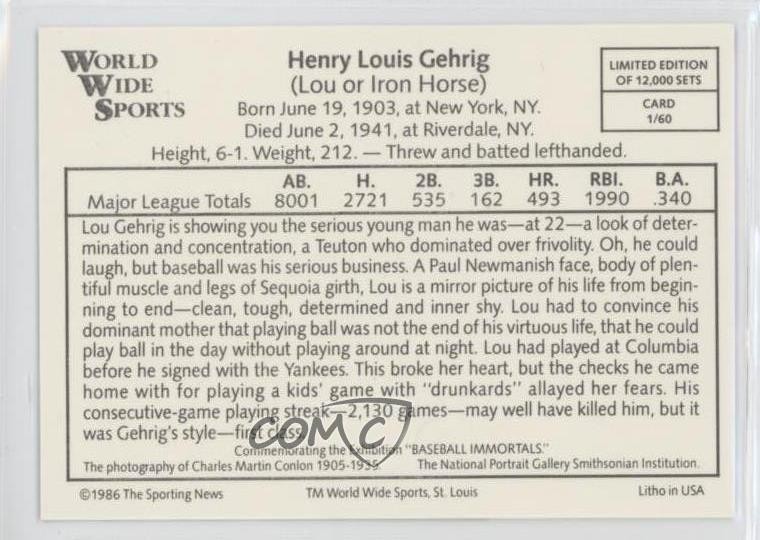 WORLD
WIDE
SPORTS
Henry Louis Gehrig
(Lou or Iron Horse)
Born June 19, 1903, at New York, NY.
Died June 2, 1941, at Riverdale, NY.
Height, 6-1. Weight, 212. — Threw and batted lefthanded.
LIMITED EDITION
OF 12,000 SETS
CARD
1/60
AB. H. 2B. 3B. HR. RBI. B.A.
Major League Totals 8001 2721 535 162 493 1990 .340
Lou Gehrig is showing you the serious young man he was—at 22—a look of deter-
mination and concentration, a Teuton who dominated over frivolity. Oh, he could
laugh, but baseball was his serious business. A Paul Newmanish face, body of plen-
tiful muscle and legs of Sequoia girth, Lou is a mirror picture of his life from begin-
ning to end—clean, tough, determined and inner shy. Lou had to convince his
dominant mother that playing ball was not the end of his virtuous life, that he could
play ball in the day without playing around at night. Lou had played at Columbia
before he signed with the Yankees. This broke her heart, but the checks he came
home with for playing a kids' game with "drunkards" allayed her fears. His
consecutive-game playing streak—2,130 games—may well have killed him, but it
was Gehrig's style—first class.
Commemorating the Exhibition "BASEBALL IMMORTALS."
The photography of Charles Martin Conlon 1905-1935. The National Portrait Gallery Smithsonian Institution.
©1986 The Sporting News TM World Wide Sports, St. Louis Litho in USA
COMC